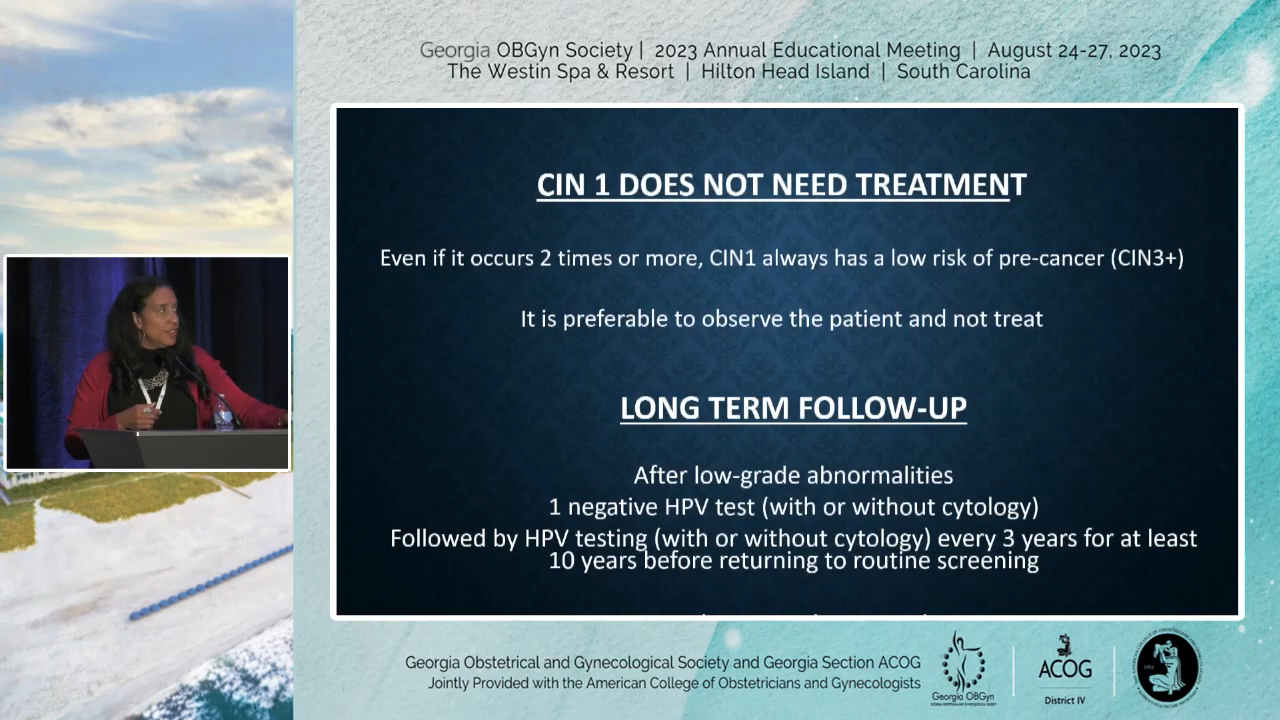 Georgia OBGyn Society | 2023 Annual Educational Meeting | August 24-27, 2023
The Westin Spa & Resort | Hilton Head Island | South Carolina
CIN 1 DOES NOT NEED TREATMENT
Even if it occurs 2 times or more, CIN1 always has a low risk of pre-cancer (CIN3+)
It is preferable to observe the patient and not treat
LONG TERM FOLLOW-UP
After low-grade abnormalities
1 negative HPV test (with or without cytology)
Followed by HPV testing (with or without cytology) every 3 years for at least
10 years before returning to routine screening
Georgia Obstetrical and Gynecological Society and Georgia Section ACOG
Jointly Provided with the American College of Obstetricians and Gynecologists
Georgia OBGyn
ACOG
District IV